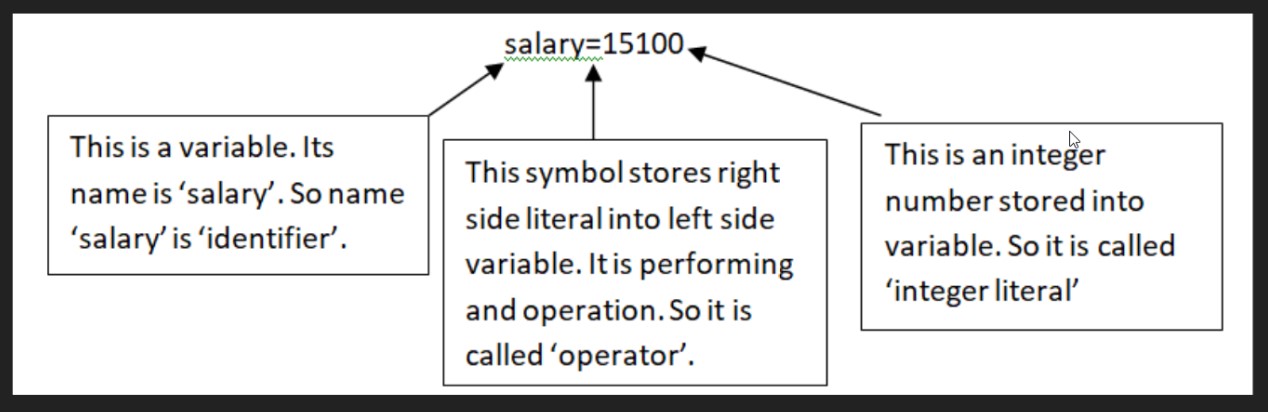 salary=15100
This is a variable. Its
name is ‘salary’. So name
‘salary’ is ‘identifier’.
This symbol stores right
side literal into left side
variable. It is performing
and operation. So it is
called ‘operator’.
This is an integer
number stored into
variable. So it is called
‘integer literal’